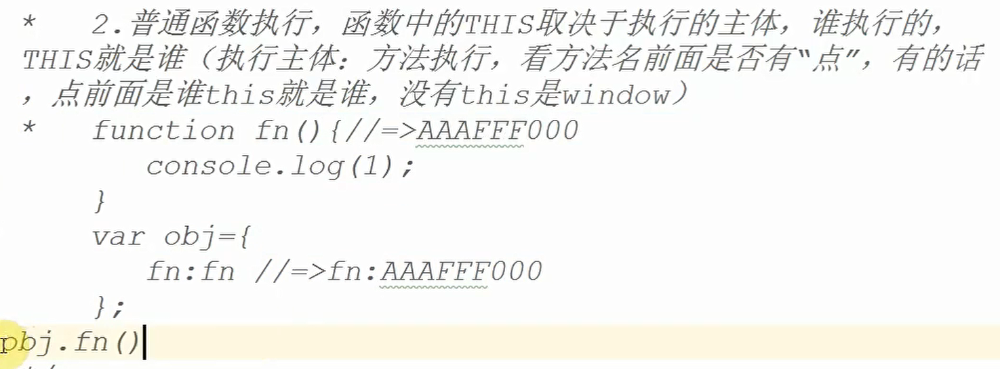 *   2.普通函数执行，函数中的THIS取决于执行的主体，谁执行的，
THIS就是谁（执行主体：方法执行，看方法名前面是否有“点”，有的话
，点前面是谁this就是谁，没有this是window）
*   function fn(){//=>AAAFFF000
console.log(1);
}
var obj={
fn:fn //=>fn:AAAFFF000
};
obj.fn()